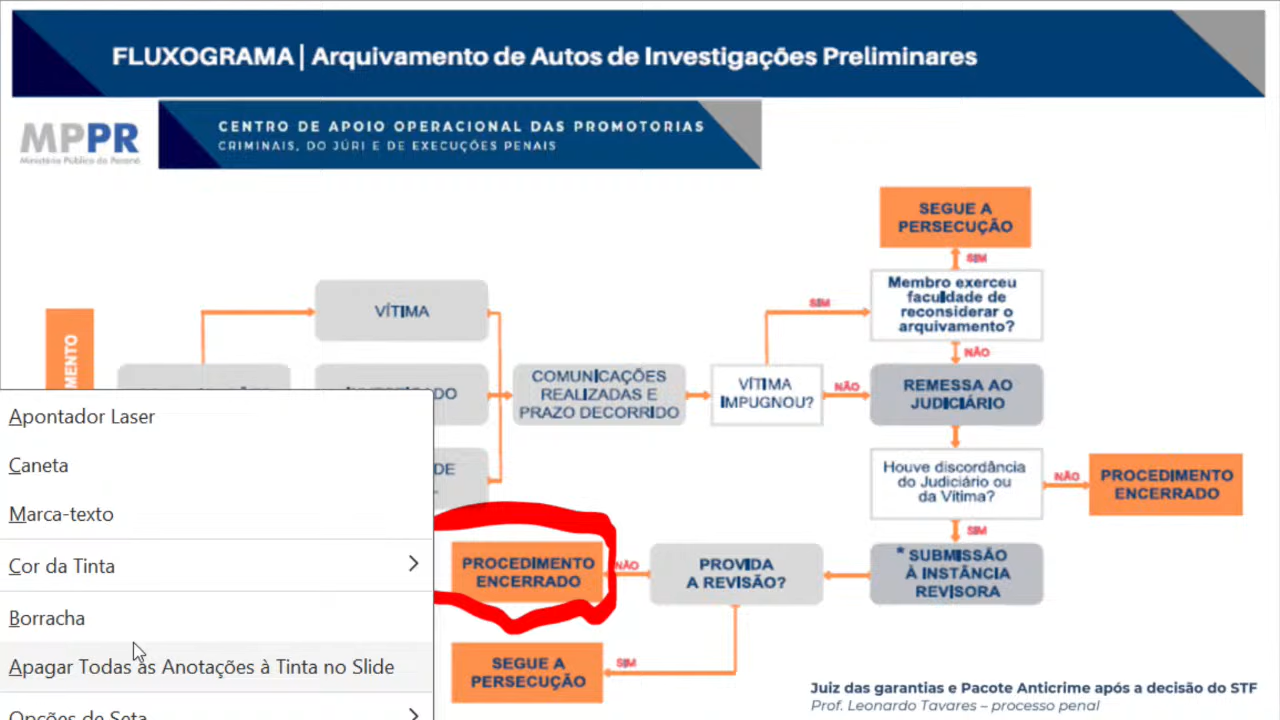 FLUXOGRAMA | Arquivamento de Autos de Investigações Preliminares
MPPR
Ministério Público do Paraná
CENTRO DE APOIO OPERACIONAL DAS PROMOTORIAS
CRIMINAIS, DO JÚRI E DE EXECUÇÕES PENAIS
SEGUE A
PERSECUÇÃO
SIM
Membro exerceu
faculdade de
reconsiderar o
arquivamento?
NÃO
VÍTIMA
SIM
COMUNICAÇÕES
REALIZADAS E
PRAZO DECORRIDO
VÍTIMA
IMPUGNOU?
NÃO
REMESSA AO
JUDICIÁRIO
Houve discordância
do Judiciário ou
da Vítima?
NÃO
PROCEDIMENTO
ENCERRADO
SIM
* SUBMISSÃO
À INSTÂNCIA
REVISORA
PROVIDA
A REVISÃO?
NÃO
PROCEDIMENTO
ENCERRADO
SIM
SEGUE A
PERSECUÇÃO
Apontador Laser
Caneta
Marca-texto
Cor da Tinta
Borracha
Apagar Todas as Anotações à Tinta no Slide
Opções de Seta
Juiz das garantias e Pacote Anticrime após a decisão do STF
Prof. Leonardo Tavares – processo penal